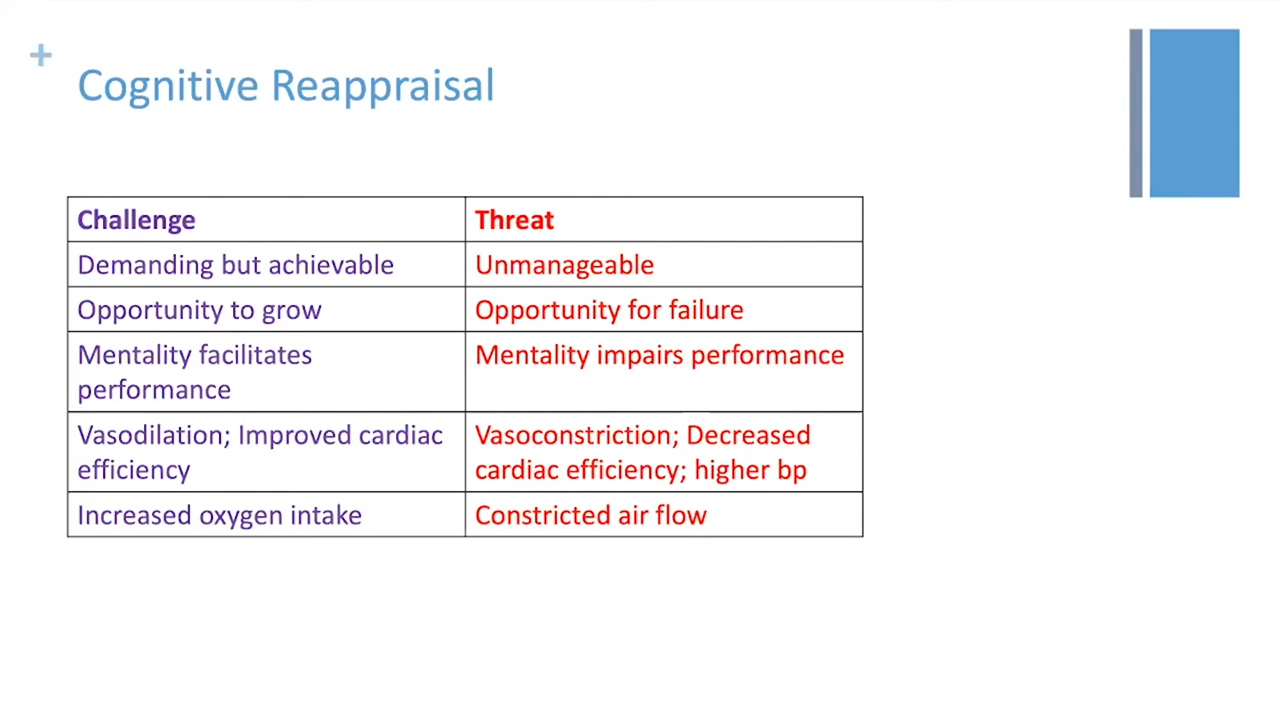 +
Cognitive Reappraisal
Challenge
Threat
Demanding but achievable
Unmanageable
Opportunity to grow
Opportunity for failure
Mentality facilitates
performance
Mentality impairs performance
Vasodilation; Improved cardiac
efficiency
Vasoconstriction; Decreased
cardiac efficiency; higher bp
Increased oxygen intake
Constricted air flow